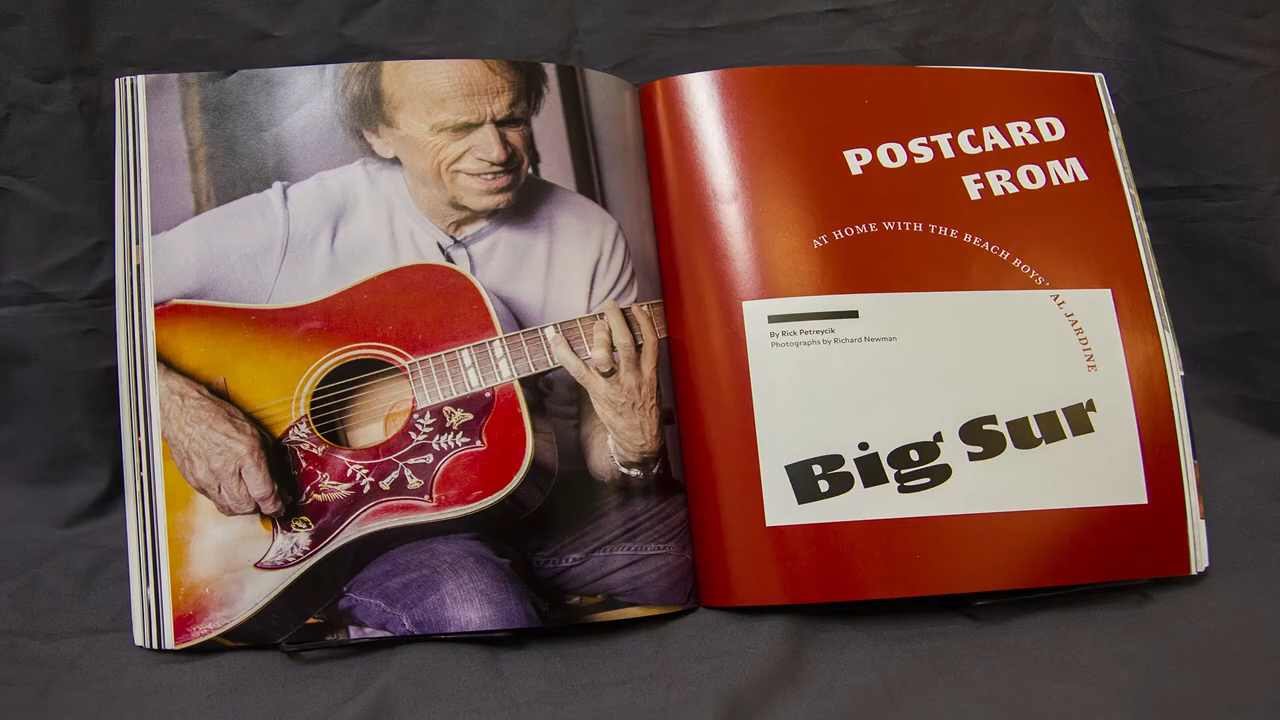 POSTCARD
FROM
AT HOME WITH THE BEACH BOYS' AL JARDINE
By Rick Petreycik
Photographs by Richard Newman
Big Sur